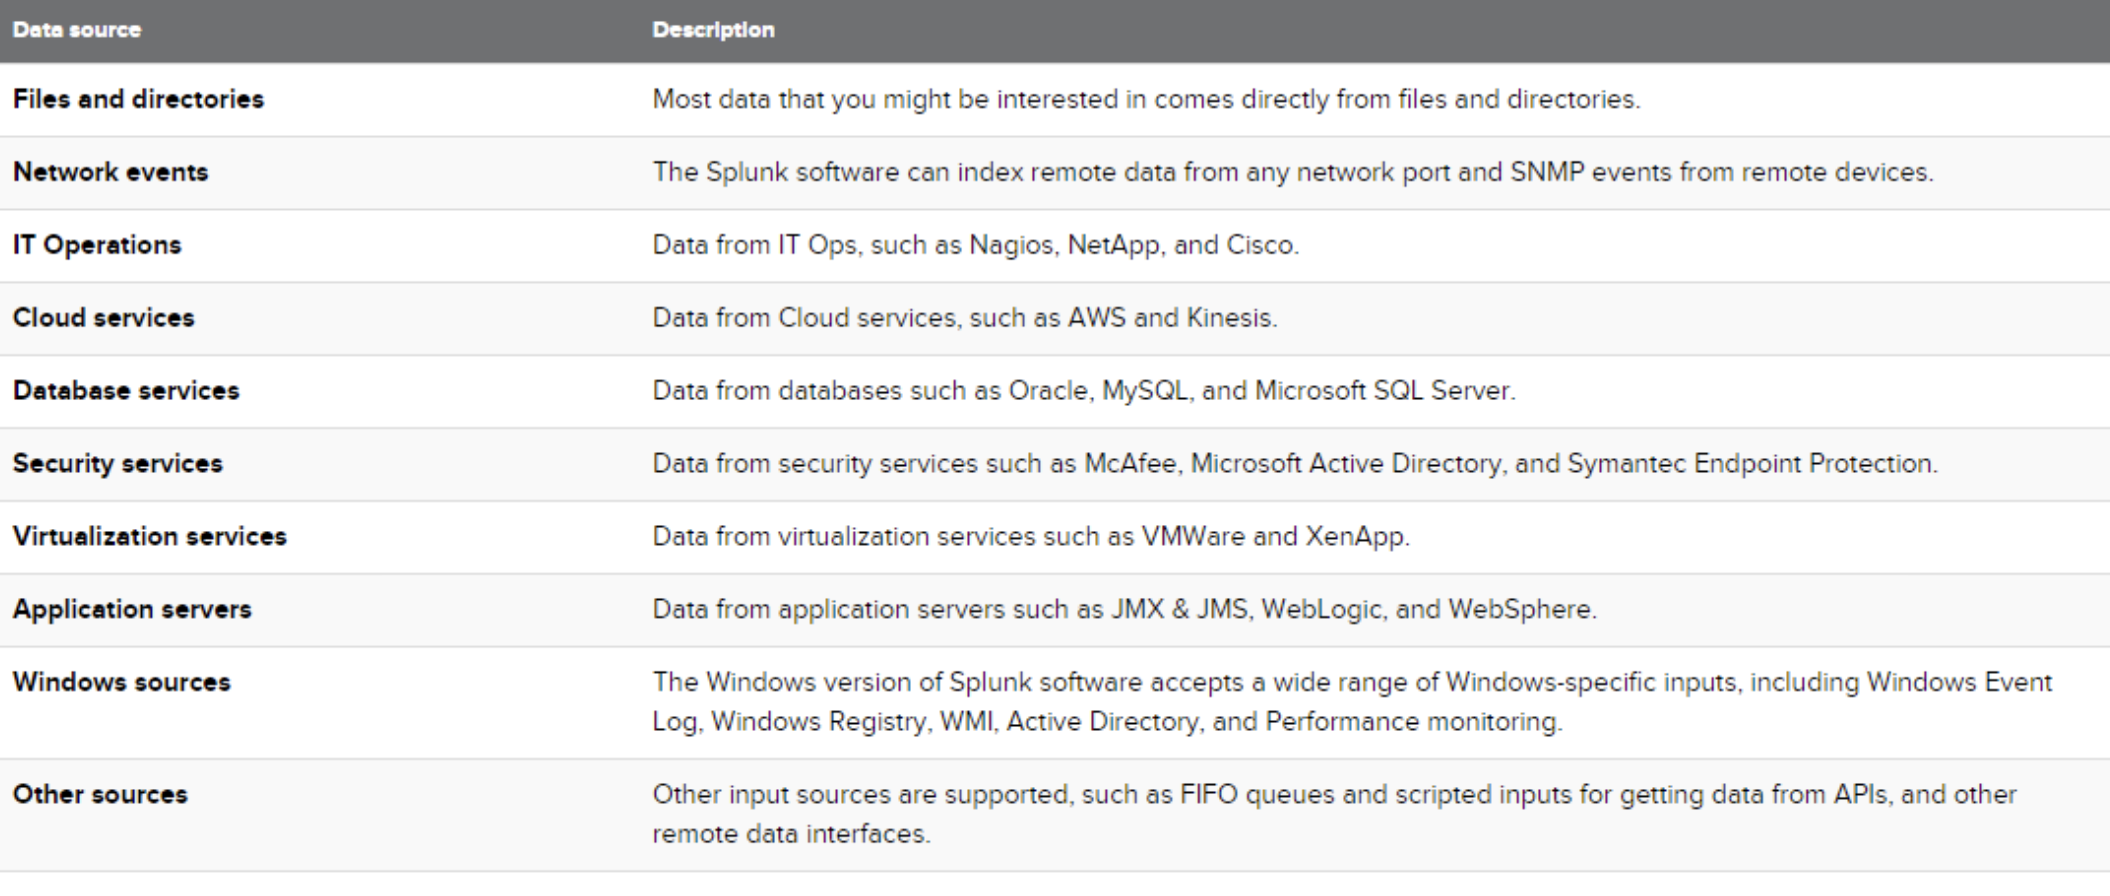 Data source Description
Files and directories Most data that you might be interested in comes directly from files and directories.
Network events The Splunk software can index remote data from any network port and SNMP events from remote devices.
IT Operations Data from IT Ops, such as Nagios, NetApp, and Cisco.
Cloud services Data from Cloud services, such as AWS and Kinesis.
Database services Data from databases such as Oracle, MySQL, and Microsoft SQL Server.
Security services Data from security services such as McAfee, Microsoft Active Directory, and Symantec Endpoint Protection.
Virtualization services Data from virtualization services such as VMWare and XenApp.
Application servers Data from application servers such as JMX & JMS, WebLogic, and WebSphere.
Windows sources The Windows version of Splunk software accepts a wide range of Windows-specific inputs, including Windows Event
Log, Windows Registry, WMI, Active Directory, and Performance monitoring.
Other sources Other input sources are supported, such as FIFO queues and scripted inputs for getting data from APIs, and other
remote data interfaces.